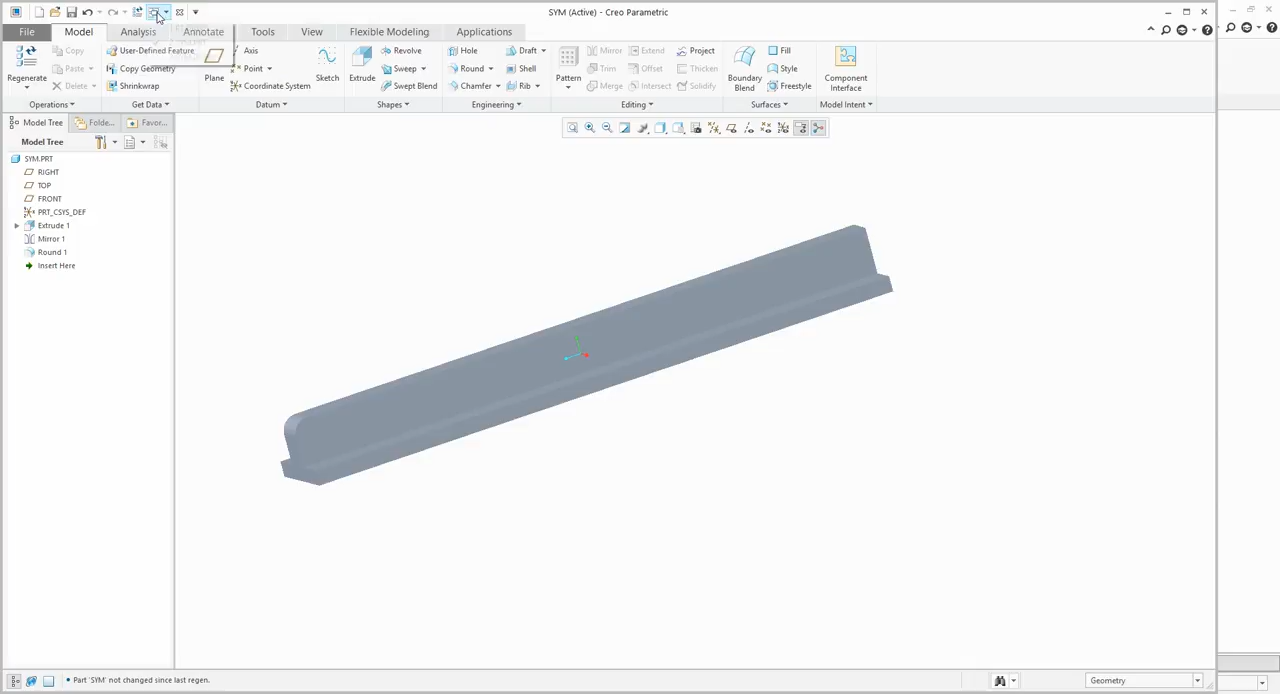 SYM (Active) - Creo Parametric
File Model Analysis Annotate Tools View Flexible Modeling Applications
Regenerate
Copy
Paste
Delete
Operations
User-Defined Feature
Copy Geometry
Shrinkwrap
Get Data
Plane
Axis
Point
Coordinate System
Sketch
Datum
Extrude
Revolve
Sweep
Swept Blend
Shapes
Hole
Round
Chamfer
Draft
Shell
Rib
Engineering
Pattern
Mirror
Trim
Merge
Extend
Offset
Intersect
Project
Thicken
Solidify
Editing
Boundary
Blend
Fill
Style
Freestyle
Surfaces
Component
Interface
Model Intent
Model Tree Folde... Favor...
Model Tree
SYM.PRT
RIGHT
TOP
FRONT
PRT_CSYS_DEF
Extrude 1
Mirror 1
Round 1
Insert Here
• Part 'SYM' not changed since last regen.
Geometry